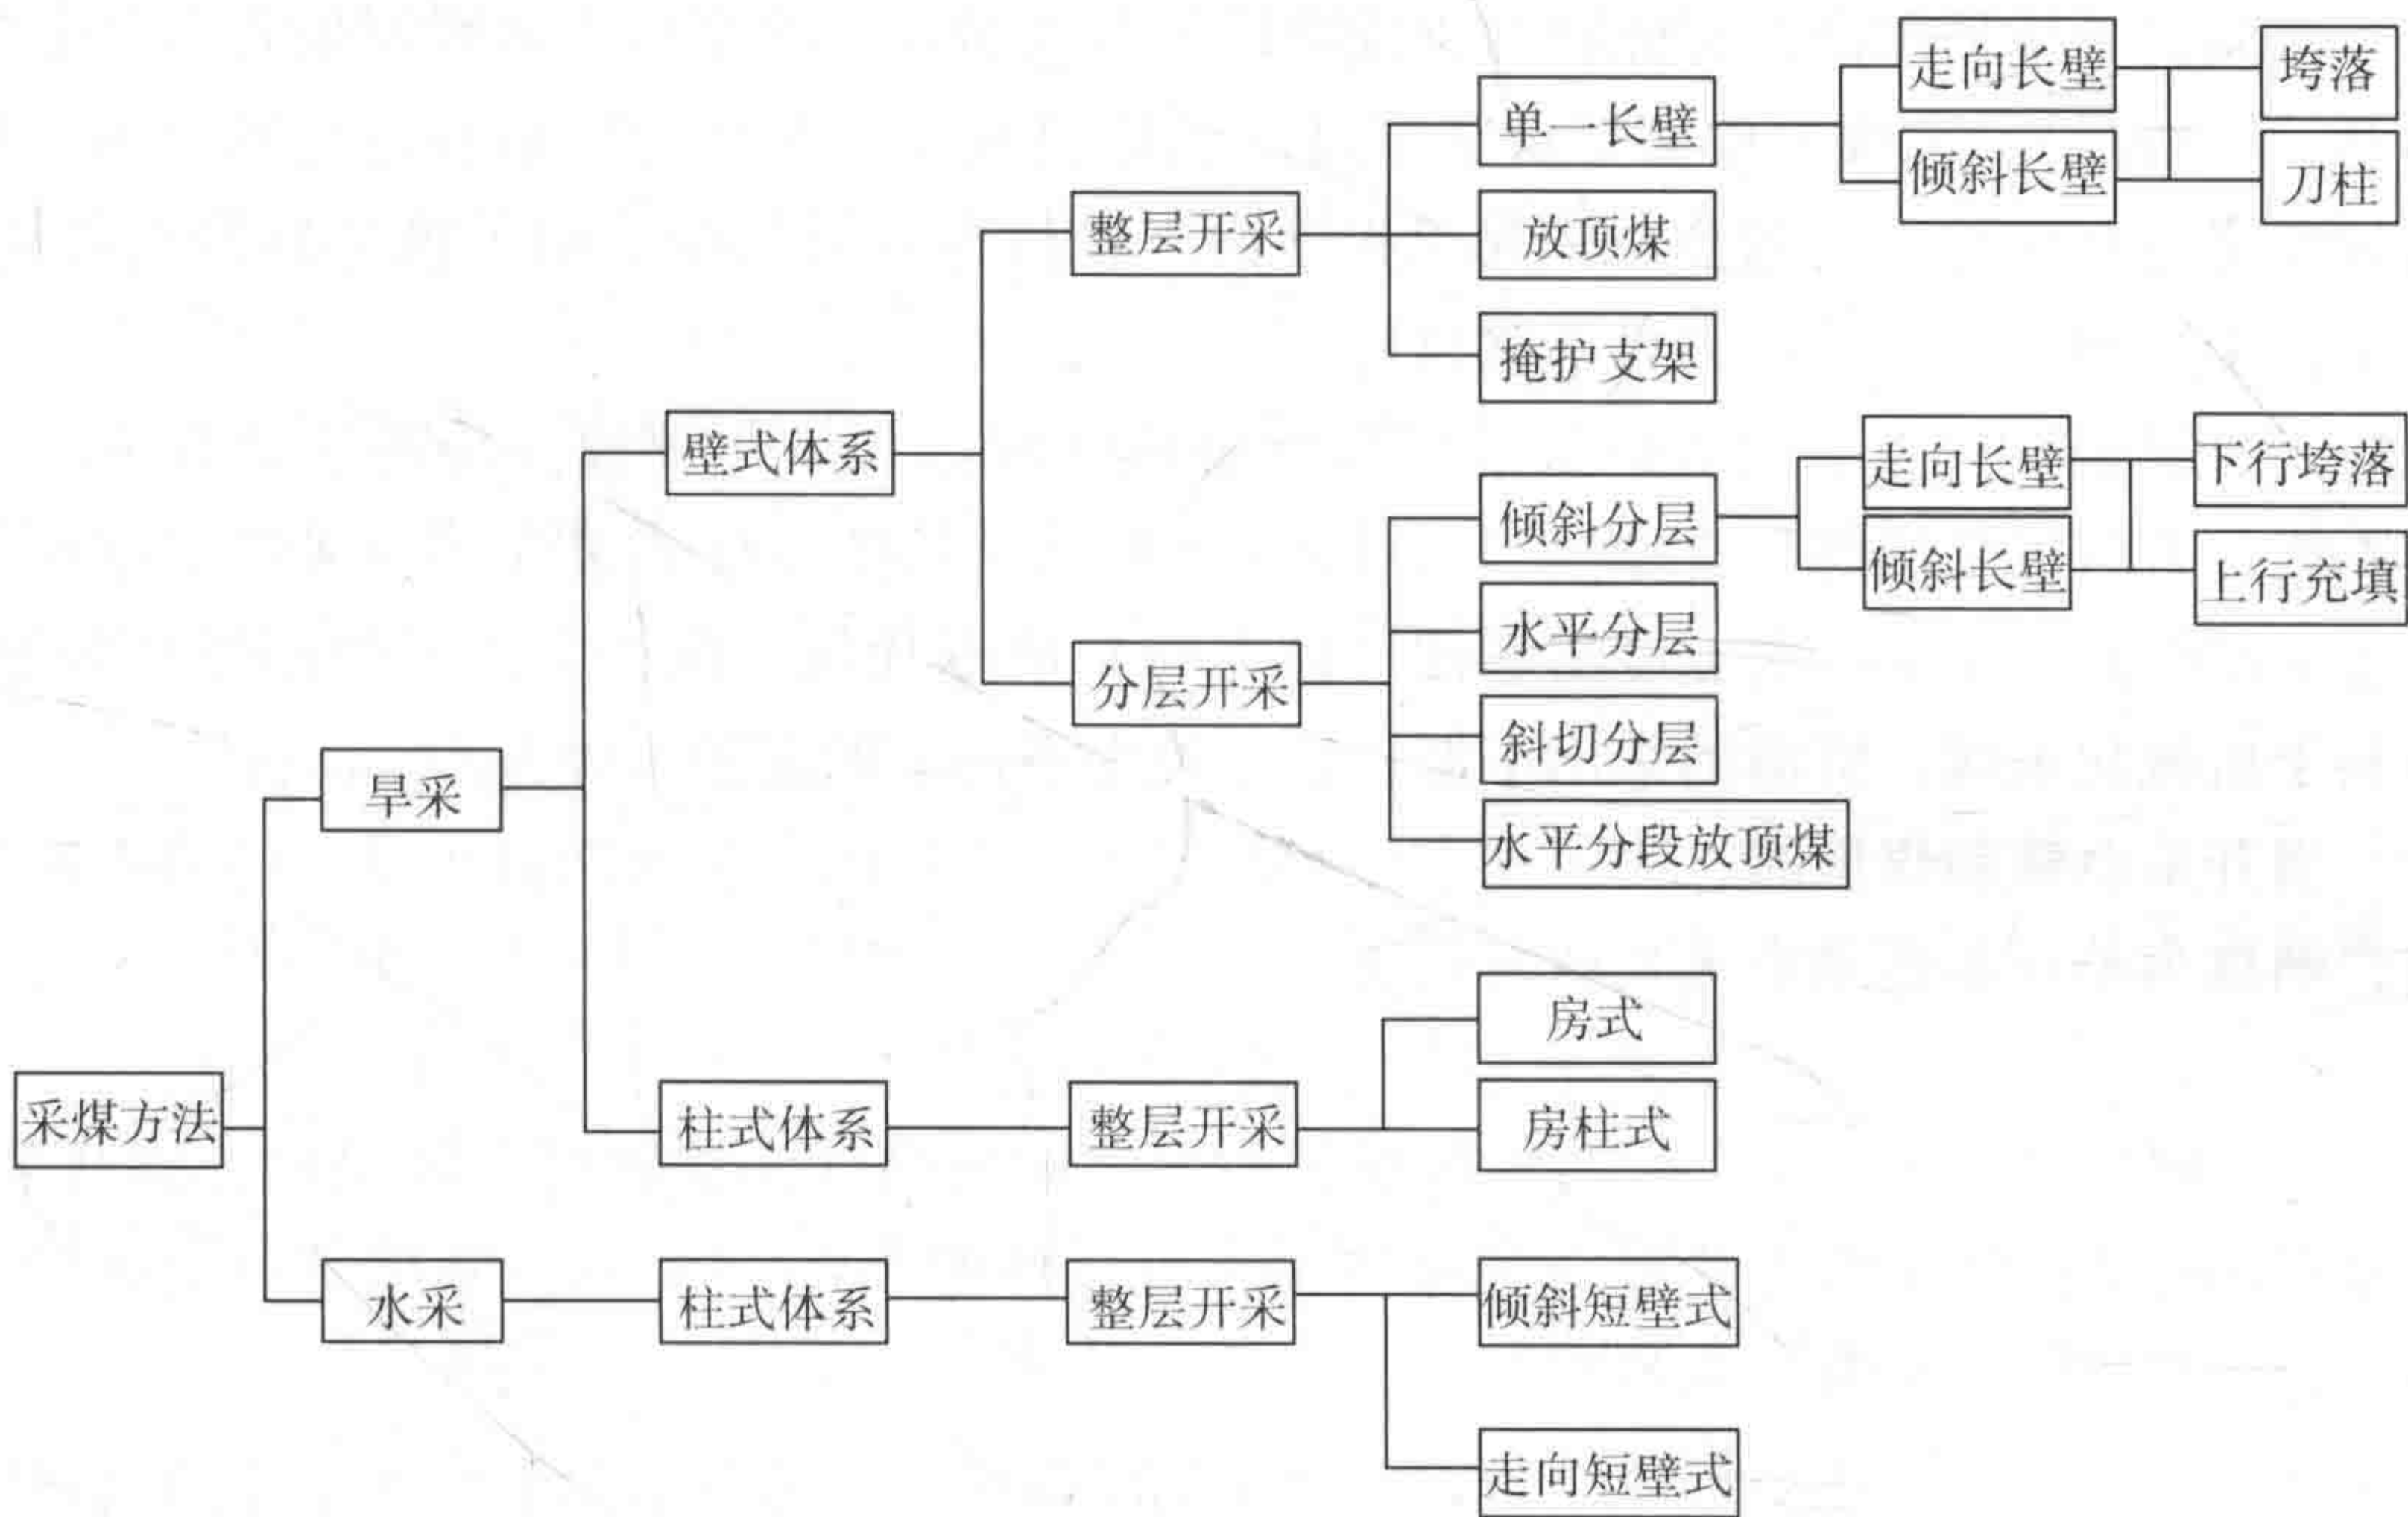 采煤方法
旱采
水采
壁式体系
柱式体系
柱式体系
整层开采
分层开采
整层开采
整层开采
单一长壁
放顶煤
掩护支架
倾斜分层
水平分层
斜切分层
水平分段放顶煤
房式
房柱式
倾斜短壁式
走向短壁式
走向长壁
倾斜长壁
走向长壁
倾斜长壁
垮落
刀柱
下行垮落
上行充填